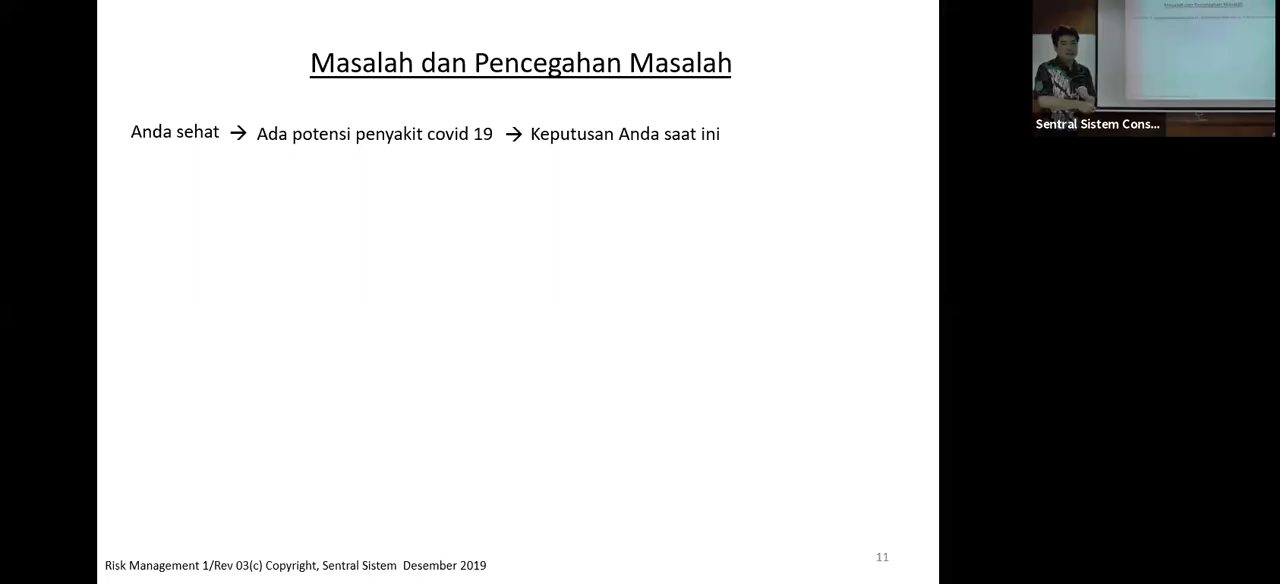 Masalah dan Pencegahan Masalah
Anda sehat → Ada potensi penyakit covid 19 → Keputusan Anda saat ini
Sentral Sistem Cons...
11
Risk Management 1/Rev 03(c) Copyright, Sentral Sistem Desember 2019